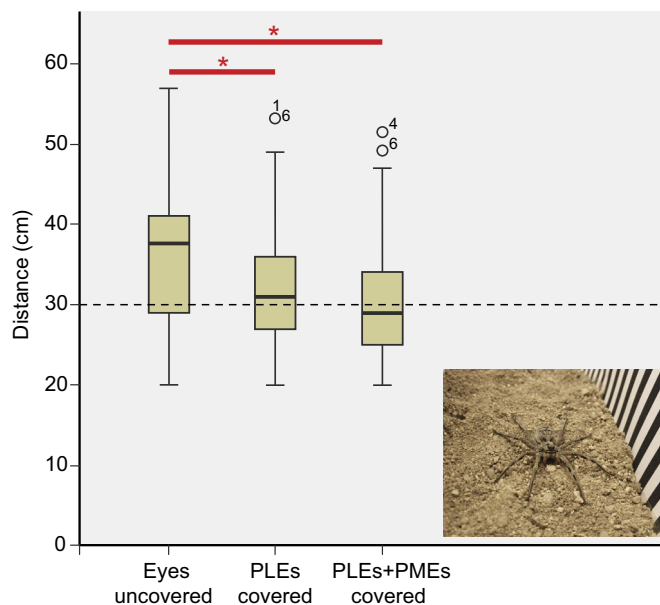 60
50
40
30
20
10
0
Distance (cm)
*
*
1
6
4
6
Eyes
uncovered
PLEs
covered
PLEs+PMEs
covered